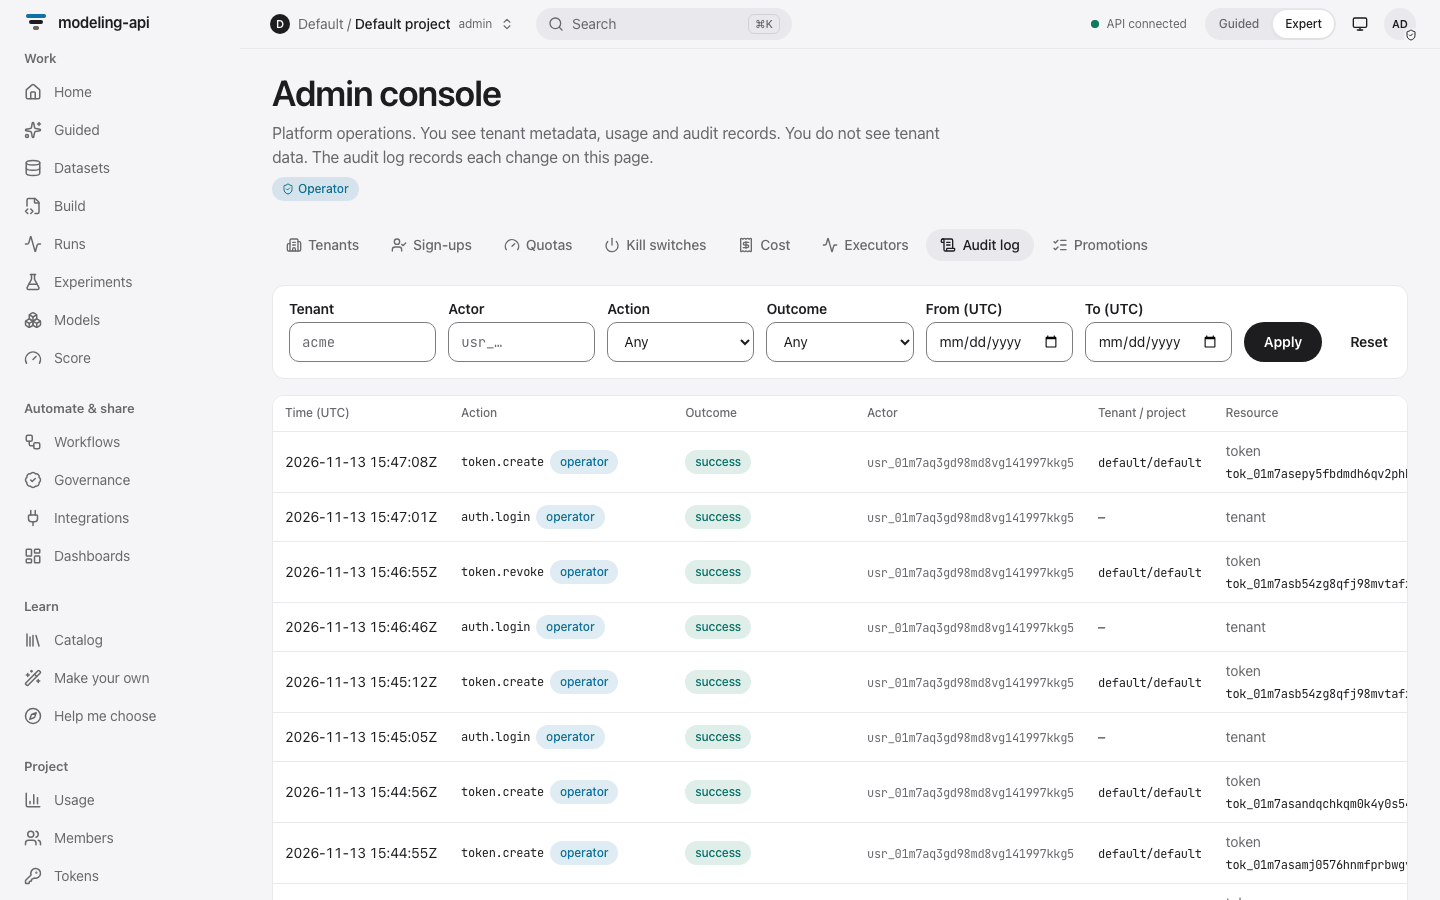 modeling-api
Default / Default project admin
Search
⌘K
API connected
Guided
Expert
AD
Work
Home
Guided
Datasets
Build
Runs
Experiments
Models
Score
Automate & share
Workflows
Governance
Integrations
Dashboards
Learn
Catalog
Make your own
Help me choose
Project
Usage
Members
Tokens
Admin console
Platform operations. You see tenant metadata, usage and audit records. You do not see tenant
data. The audit log records each change on this page.
Operator
Tenants Sign-ups Quotas Kill switches Cost Executors Audit log Promotions
Tenant Actor Action Outcome From (UTC) To (UTC)
acme usr_… Any Any mm/dd/yyyy mm/dd/yyyy Apply Reset
Time (UTC) Action Outcome Actor Tenant / project Resource
2026-11-13 15:47:08Z token.create operator success usr_01m7aq3gd98md8vg141997kkg5 default/default token
tok_01m7asepy5fbdmdh6qv2ph
2026-11-13 15:47:01Z auth.login operator success usr_01m7aq3gd98md8vg141997kkg5 – tenant
2026-11-13 15:46:55Z token.revoke operator success usr_01m7aq3gd98md8vg141997kkg5 default/default token
tok_01m7asb54zg8qfj98mvtaf
2026-11-13 15:46:46Z auth.login operator success usr_01m7aq3gd98md8vg141997kkg5 – tenant
2026-11-13 15:45:12Z token.create operator success usr_01m7aq3gd98md8vg141997kkg5 default/default token
tok_01m7asb54zg8qfj98mvtaf
2026-11-13 15:45:05Z auth.login operator success usr_01m7aq3gd98md8vg141997kkg5 – tenant
2026-11-13 15:44:56Z token.create operator success usr_01m7aq3gd98md8vg141997kkg5 default/default token
tok_01m7asandqchkqm0k4y0s5
2026-11-13 15:44:55Z token.create operator success usr_01m7aq3gd98md8vg141997kkg5 default/default token
tok_01m7asamj0576hnmfprbwg